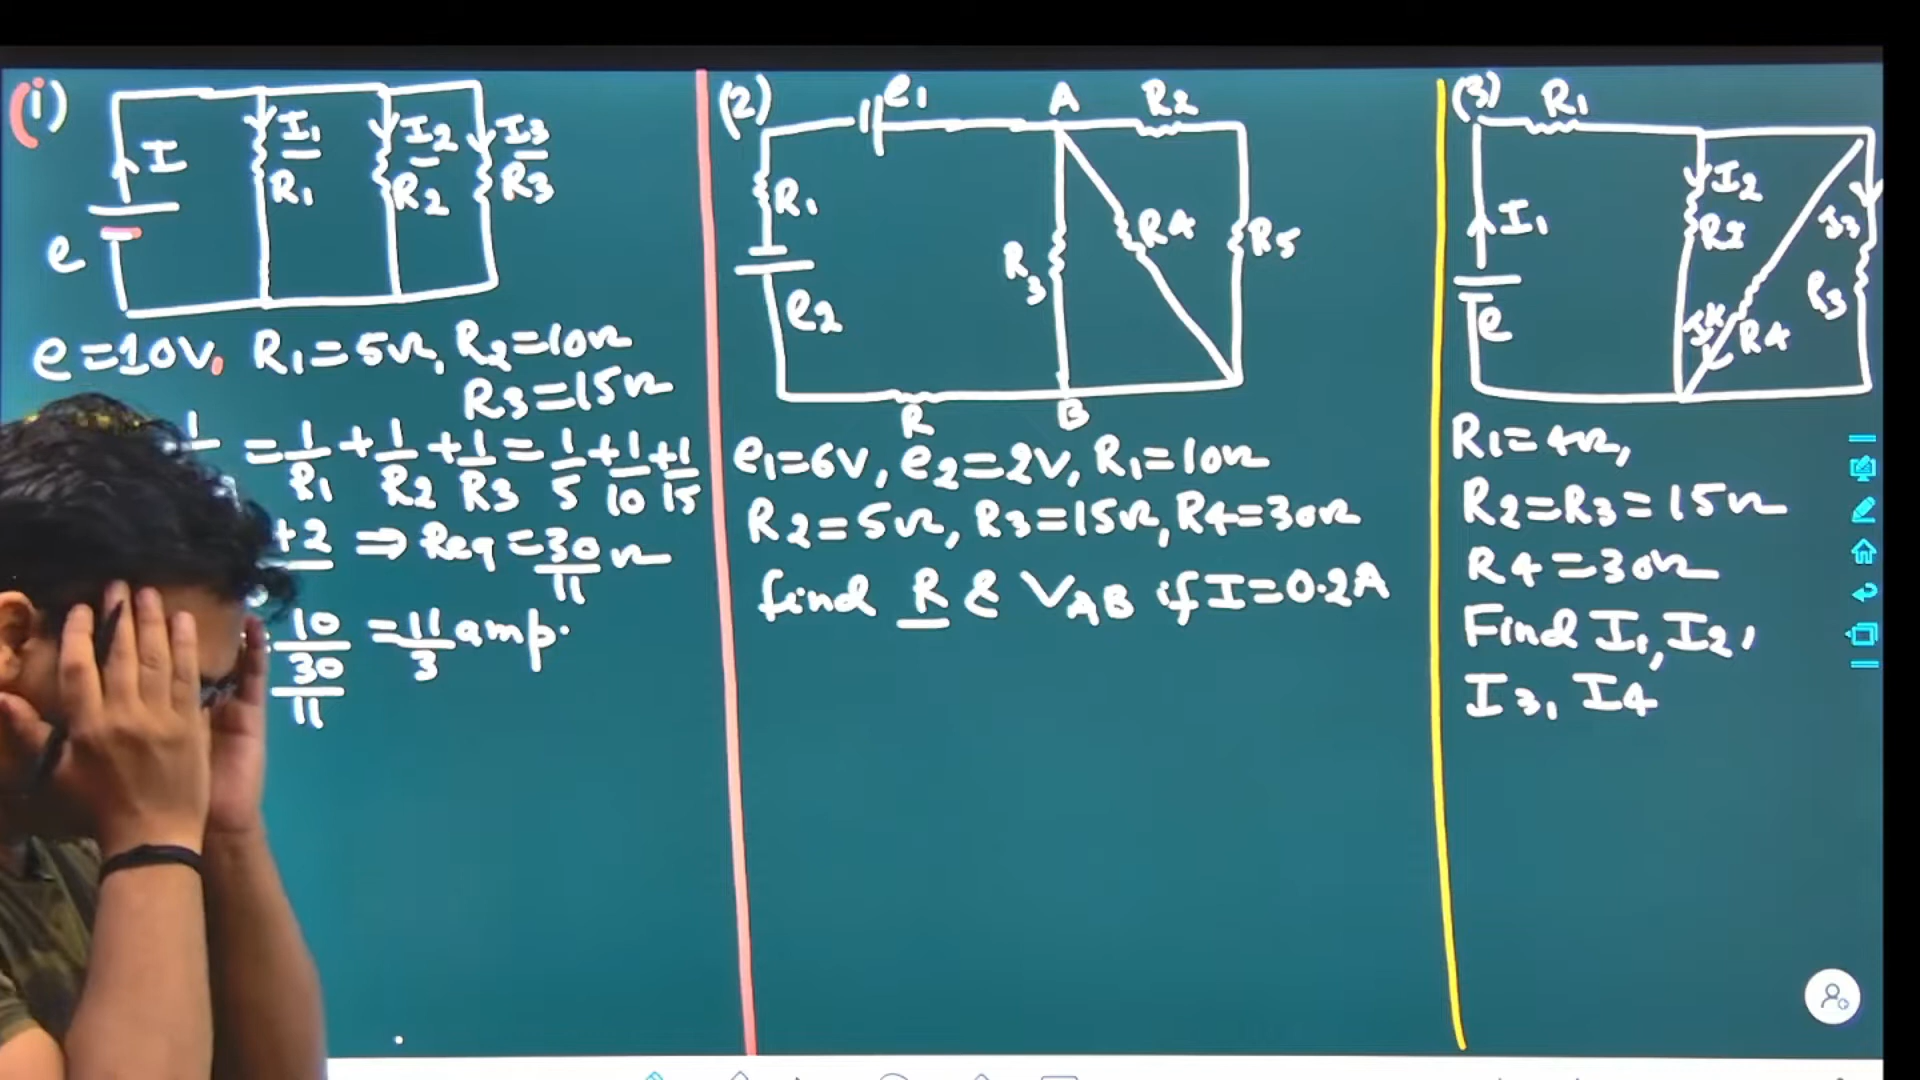 (i)
I
I1
R1
I2
R2
I3
R3
e
e=10V, R1=5Ω, R2=10Ω
R3=15Ω
1 = 1/R1 + 1/R2 + 1/R3 = 1/5 + 1/10 + 1/15
+2 ⇒ Req = 30/11 Ω
= 10/(30/11) = 11/3 amp.
(2)
e1
A
R2
R1
R4
R5
R3
e2
R
B
e1=6V, e2=2V, R1=10Ω
R2=5Ω, R3=15Ω, R4=30Ω
find R & VAB if I=0.2A
(3)
R1
I2
I1
I3
R3
e
R4
R1=4Ω,
R2=R3=15Ω
R4=30Ω
Find I1, I2,
I3, I4